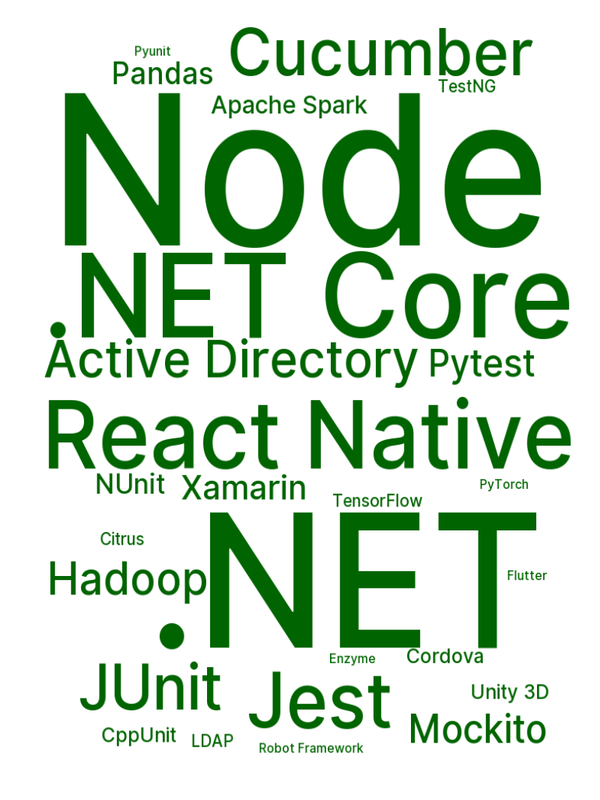 Pyunit
Cucumber
Pandas
TestNG
Apache Spark
Node
.NET Core
Active Directory
Pytest
React Native
NUnit
Xamarin
PyTorch
TensorFlow
.NET
Citrus
Hadoop
Flutter
Enzyme
Cordova
JUnit
Jest
Unity 3D
Mockito
CppUnit
LDAP
Robot Framework